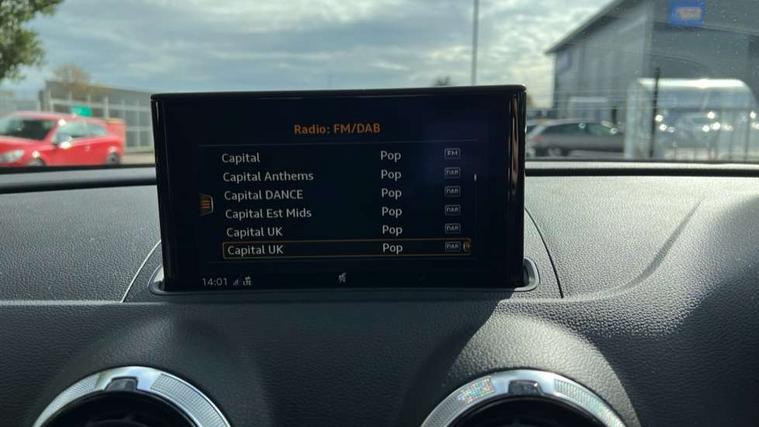 Radio: FM/DAB
Capital Pop FM
Capital Anthems Pop DAB
Capital DANCE Pop DAB
Capital Est Mids Pop DAB
Capital UK Pop DAB
Capital UK Pop DAB
14:01 LTE